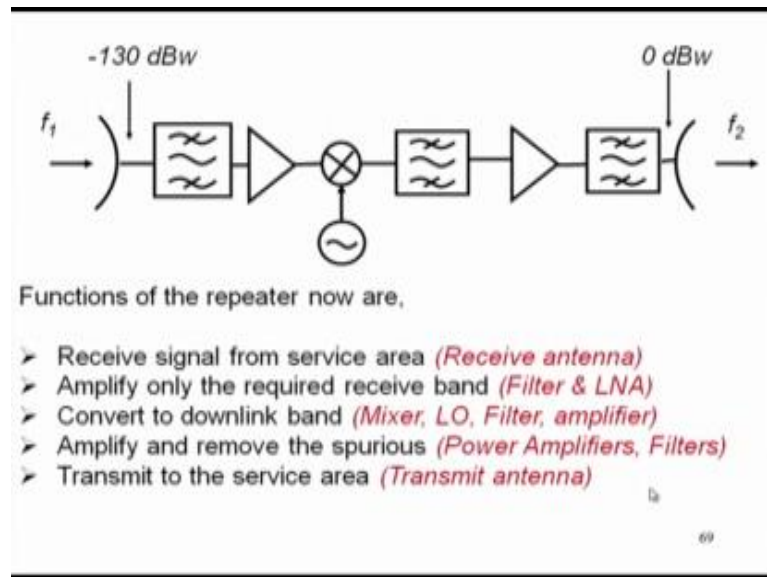 -130 dBw
0 dBw
f1
f2
Functions of the repeater now are,
➤ Receive signal from service area (Receive antenna)
➤ Amplify only the required receive band (Filter & LNA)
➤ Convert to downlink band (Mixer, LO, Filter, amplifier)
➤ Amplify and remove the spurious (Power Amplifiers, Filters)
➤ Transmit to the service area (Transmit antenna)
69